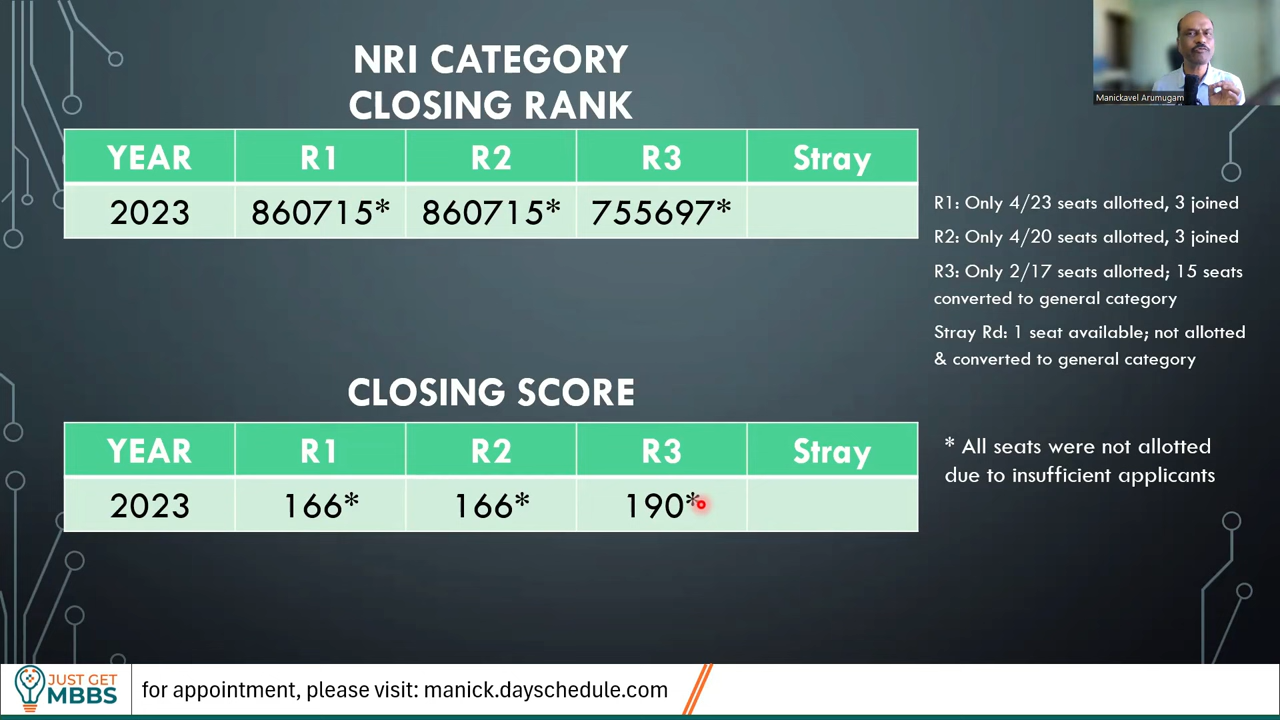 NRI CATEGORY
CLOSING RANK
YEAR R1 R2 R3 Stray
2023 860715* 860715* 755697*
R1: Only 4/23 seats allotted, 3 joined
R2: Only 4/20 seats allotted, 3 joined
R3: Only 2/17 seats allotted; 15 seats
converted to general category
Stray Rd: 1 seat available; not allotted
& converted to general category
CLOSING SCORE
YEAR R1 R2 R3 Stray
2023 166* 166* 190*
* All seats were not allotted
due to insufficient applicants
Manickavel Arumugam
JUST GET
MBBS
for appointment, please visit: manick.dayschedule.com